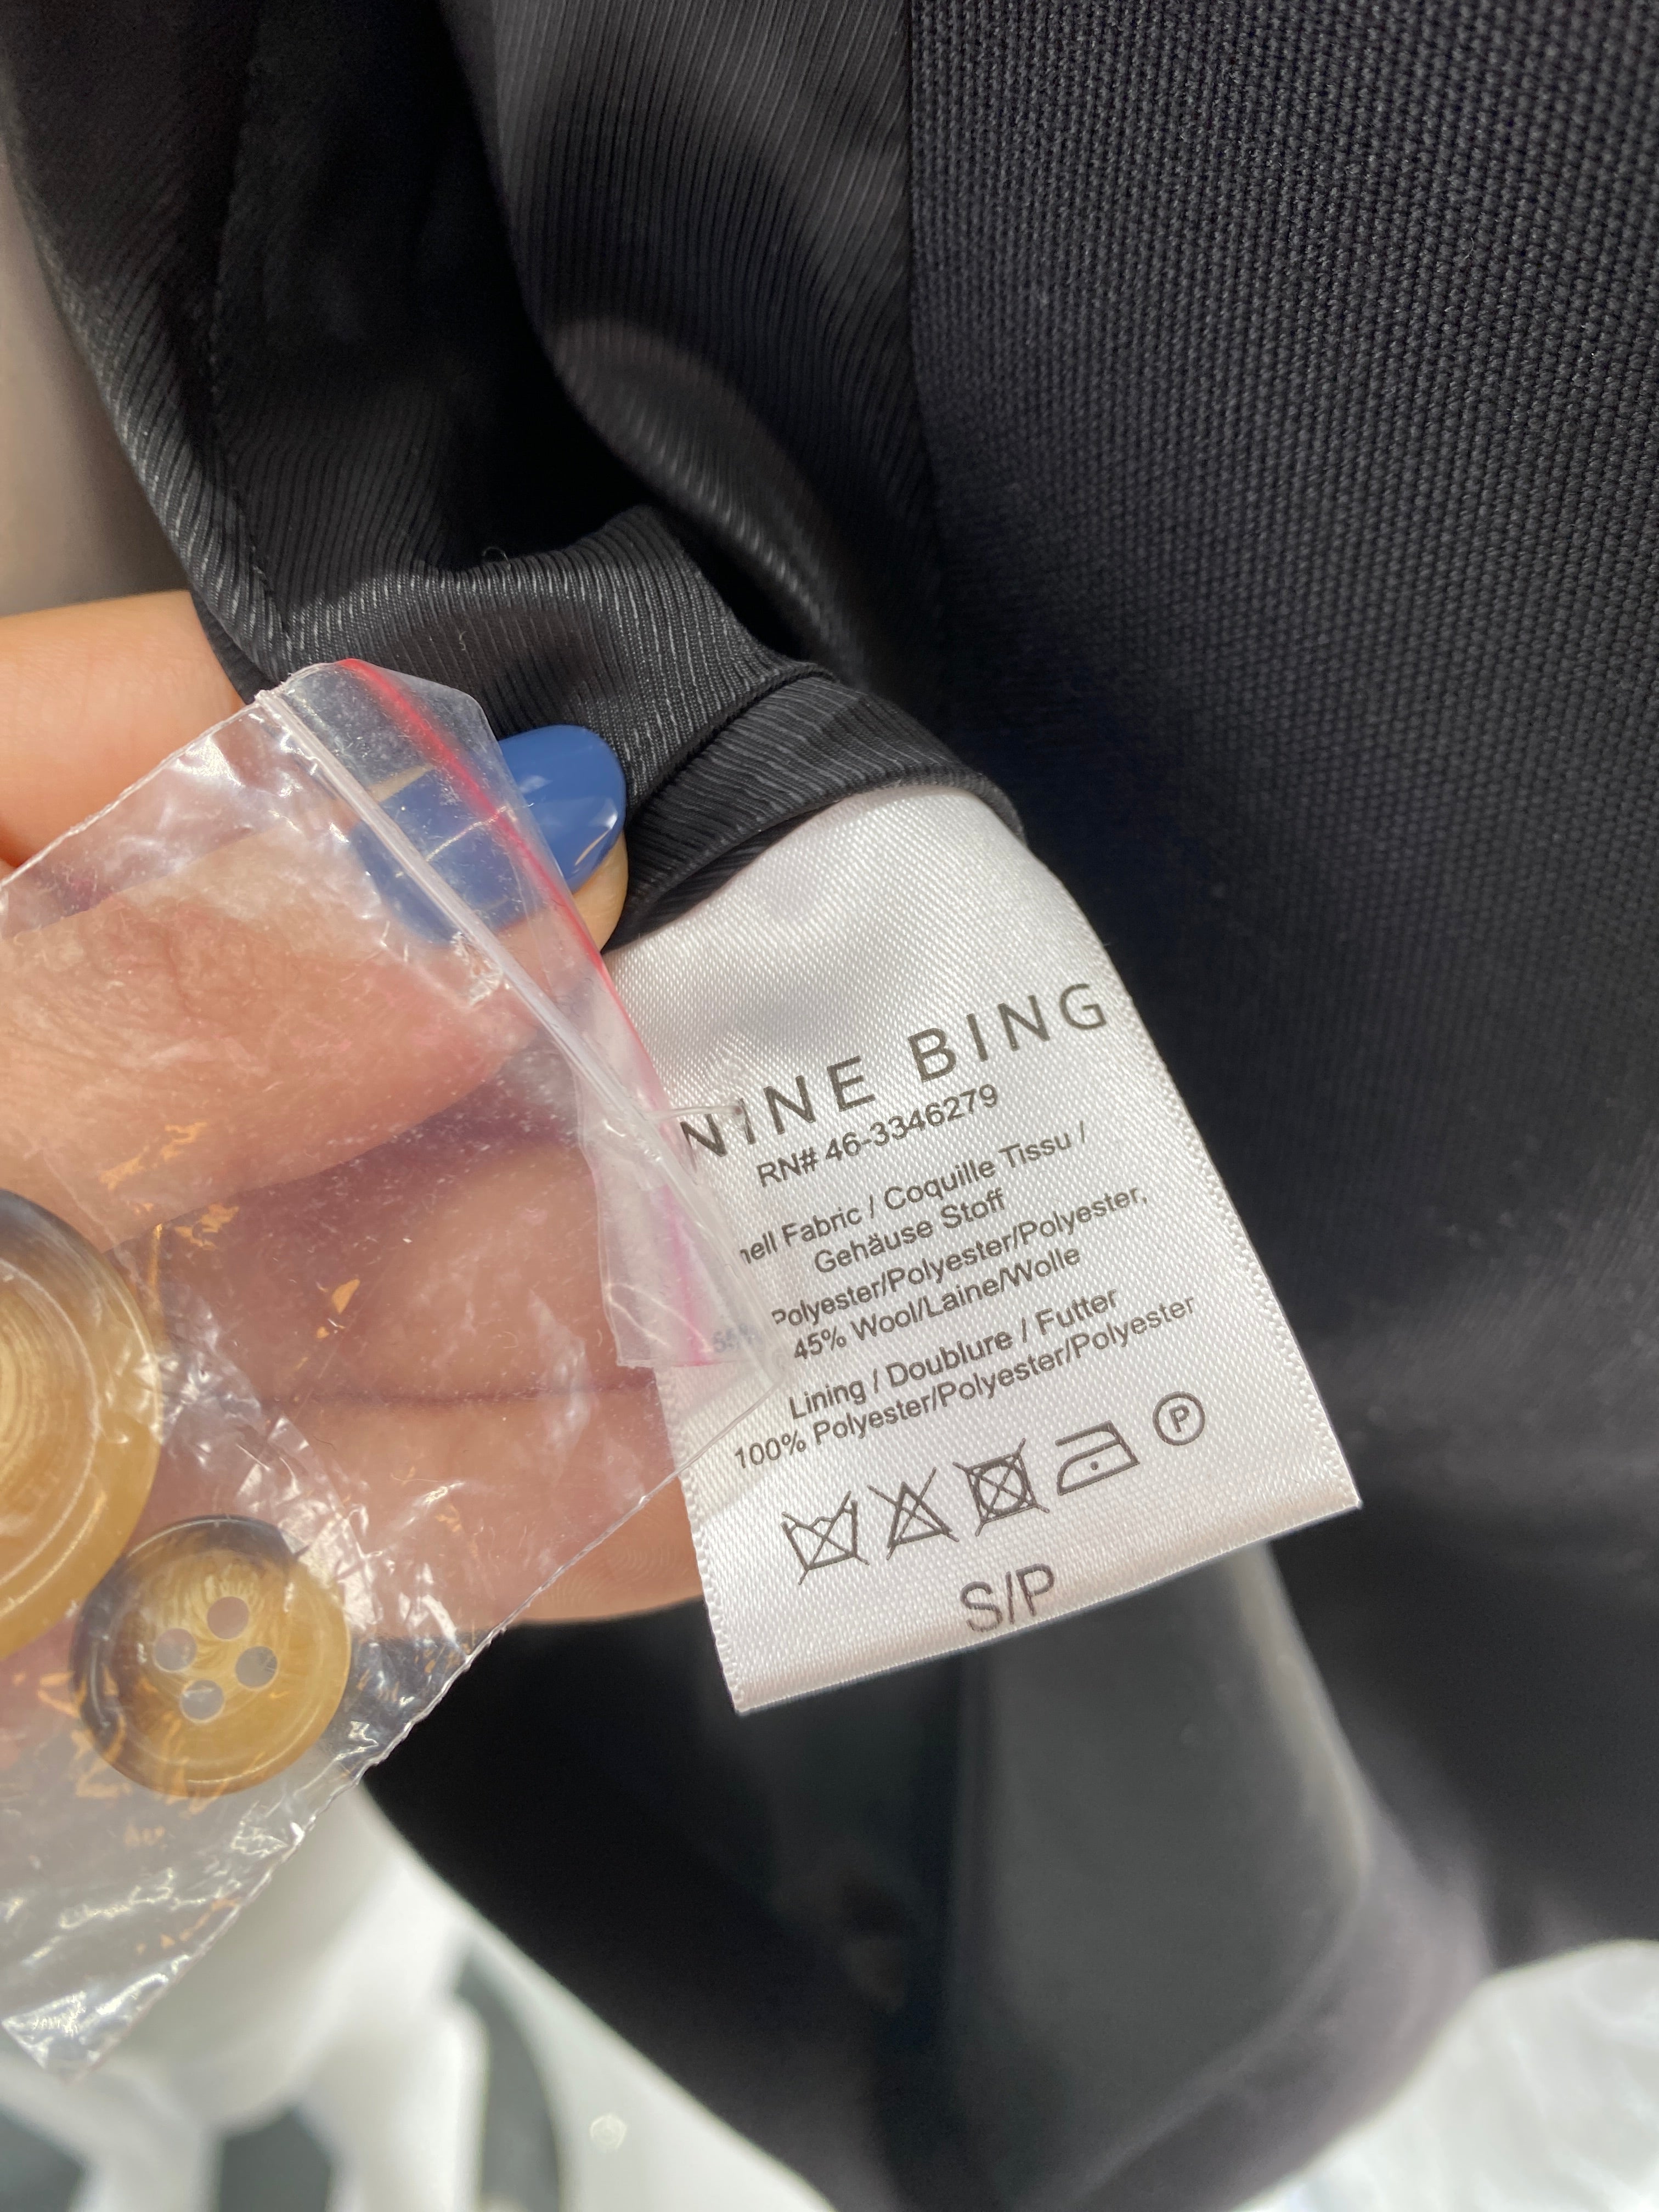 NINE BING
RN# 46-3346279
hell Fabric / Coquille Tissu /
Gehäuse Stoff
Polyester/Polyester/Polyester,
45% Wool/Laine/Wolle
Lining / Doublure / Futter
100% Polyester/Polyester/Polyester
P
S/P